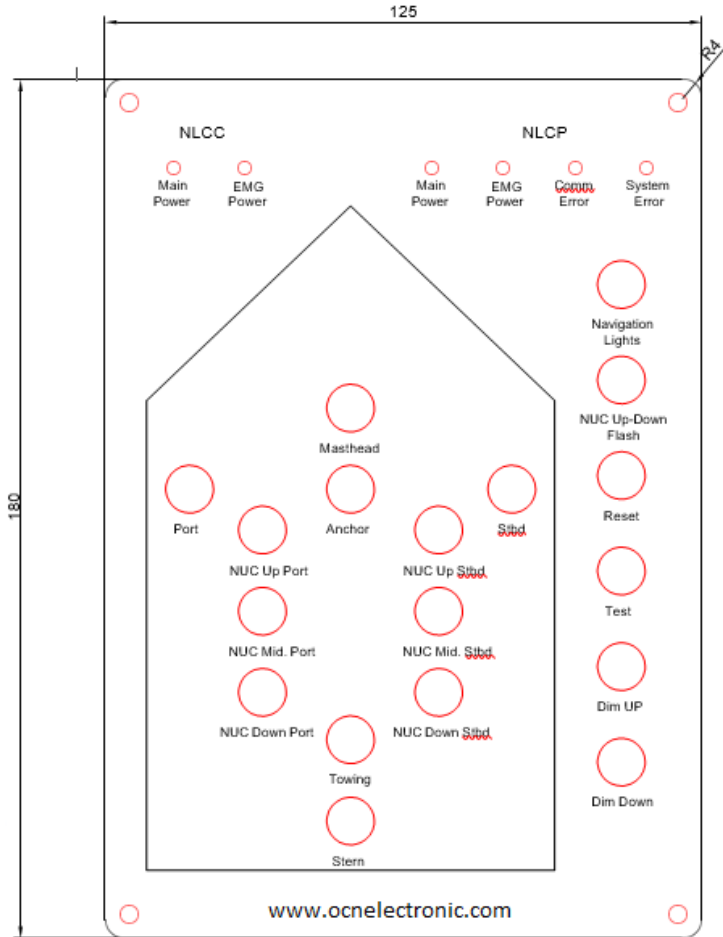 125
R4
180
NLCC
NLCP
Main
Power
EMG
Power
Main
Power
EMG
Power
Comm
Error
System
Error
Navigation
Lights
NUC Up-Down
Flash
Masthead
Port
Anchor
Stbd
Reset
NUC Up Port
NUC Up Stbd
Test
NUC Mid. Port
NUC Mid. Stbd
Dim UP
NUC Down Port
NUC Down Stbd
Towing
Dim Down
Stern
www.ocnelectronic.com